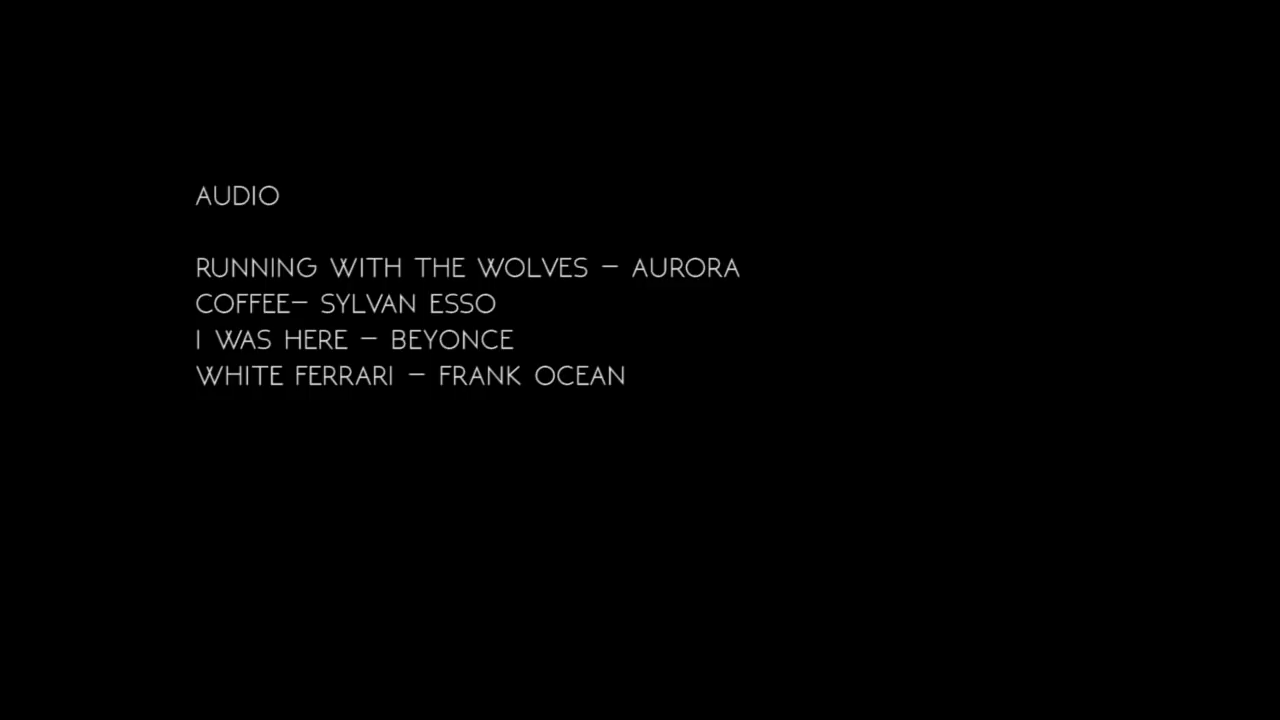 AUDIO
RUNNING WITH THE WOLVES – AURORA
COFFEE– SYLVAN ESSO
I WAS HERE – BEYONCE
WHITE FERRARI – FRANK OCEAN